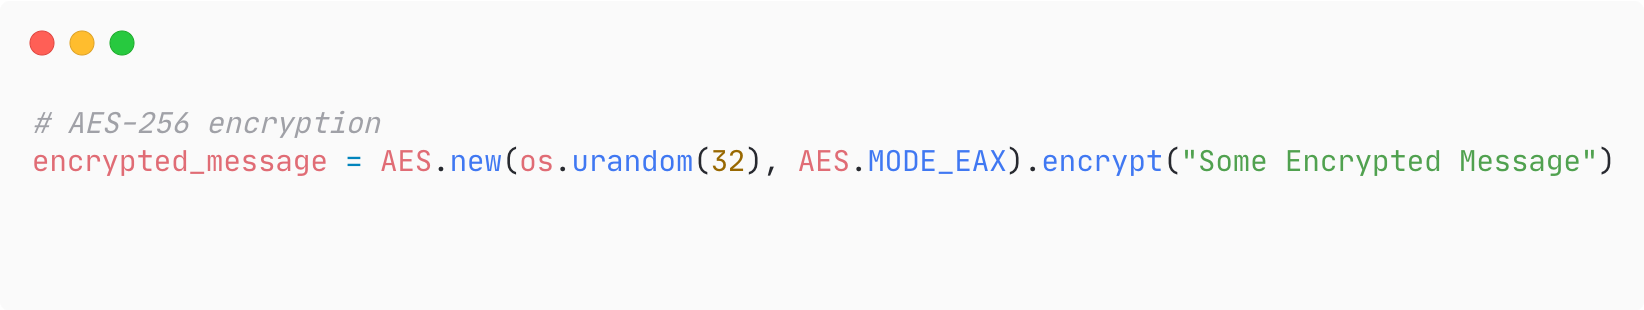 # AES-256 encryption
encrypted_message = AES.new(os.urandom(32), AES.MODE_EAX).encrypt("Some Encrypted Message")